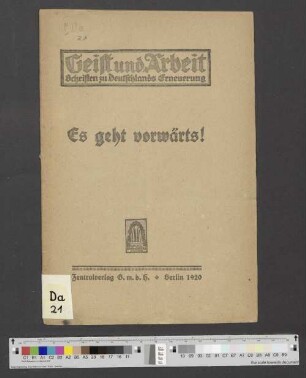 Geist und Arbeit
Schriften zu Deutschlands Erneuerung
Es geht vorwärts!
Zentralverlag G. m. b. H. * Berlin 1920
Da
21